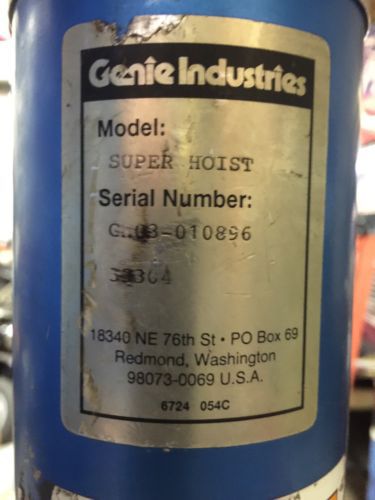 Genie Industries
Model:
SUPER HOIST
Serial Number:
18340 NE 76th St • PO Box 69
Redmond, Washington
98073-0069 U.S.A.
6724 054C